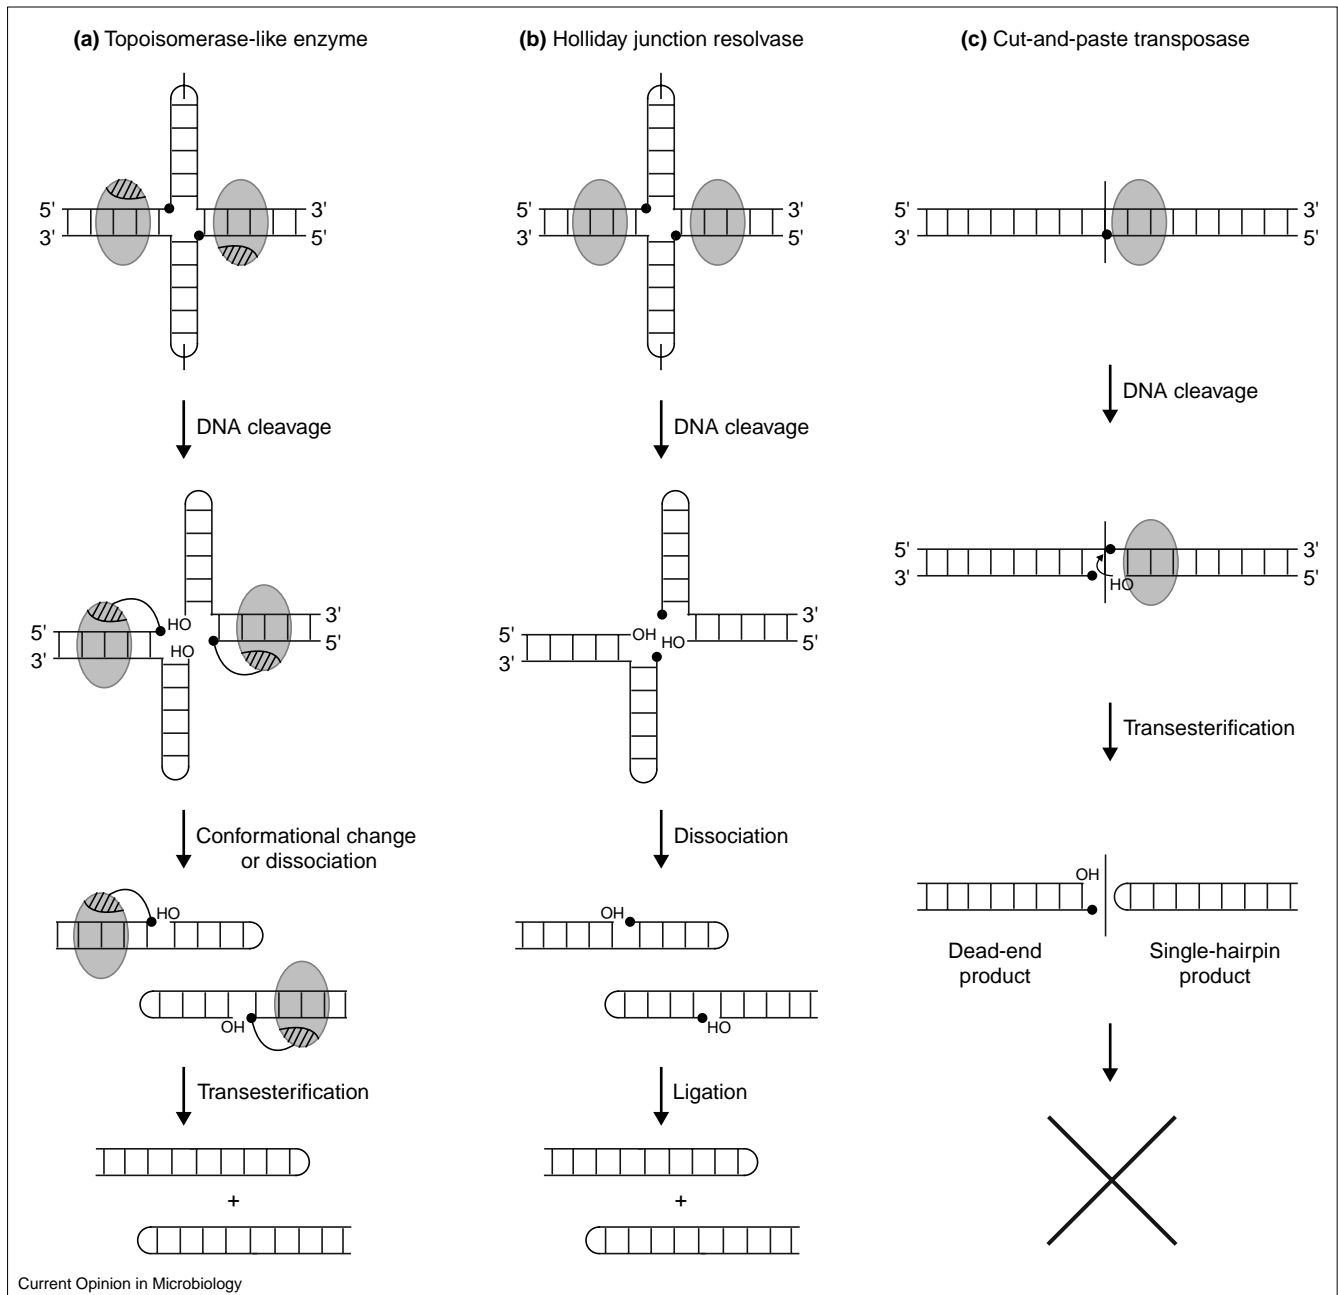 (a) Topoisomerase-like enzyme
5'
3'
3'
5'
DNA cleavage
5'
3'
HO
HO
3'
5'
Conformational change
or dissociation
HO
OH
Transesterification
+
(b) Holliday junction resolvase
5'
3'
3'
5'
DNA cleavage
5'
3'
OH
HO
3'
5'
Dissociation
OH
HO
Ligation
+
(c) Cut-and-paste transposase
5'
3'
3'
5'
DNA cleavage
5'
3'
HO
3'
5'
Transesterification
OH
Dead-end
product
Single-hairpin
product
Current Opinion in Microbiology